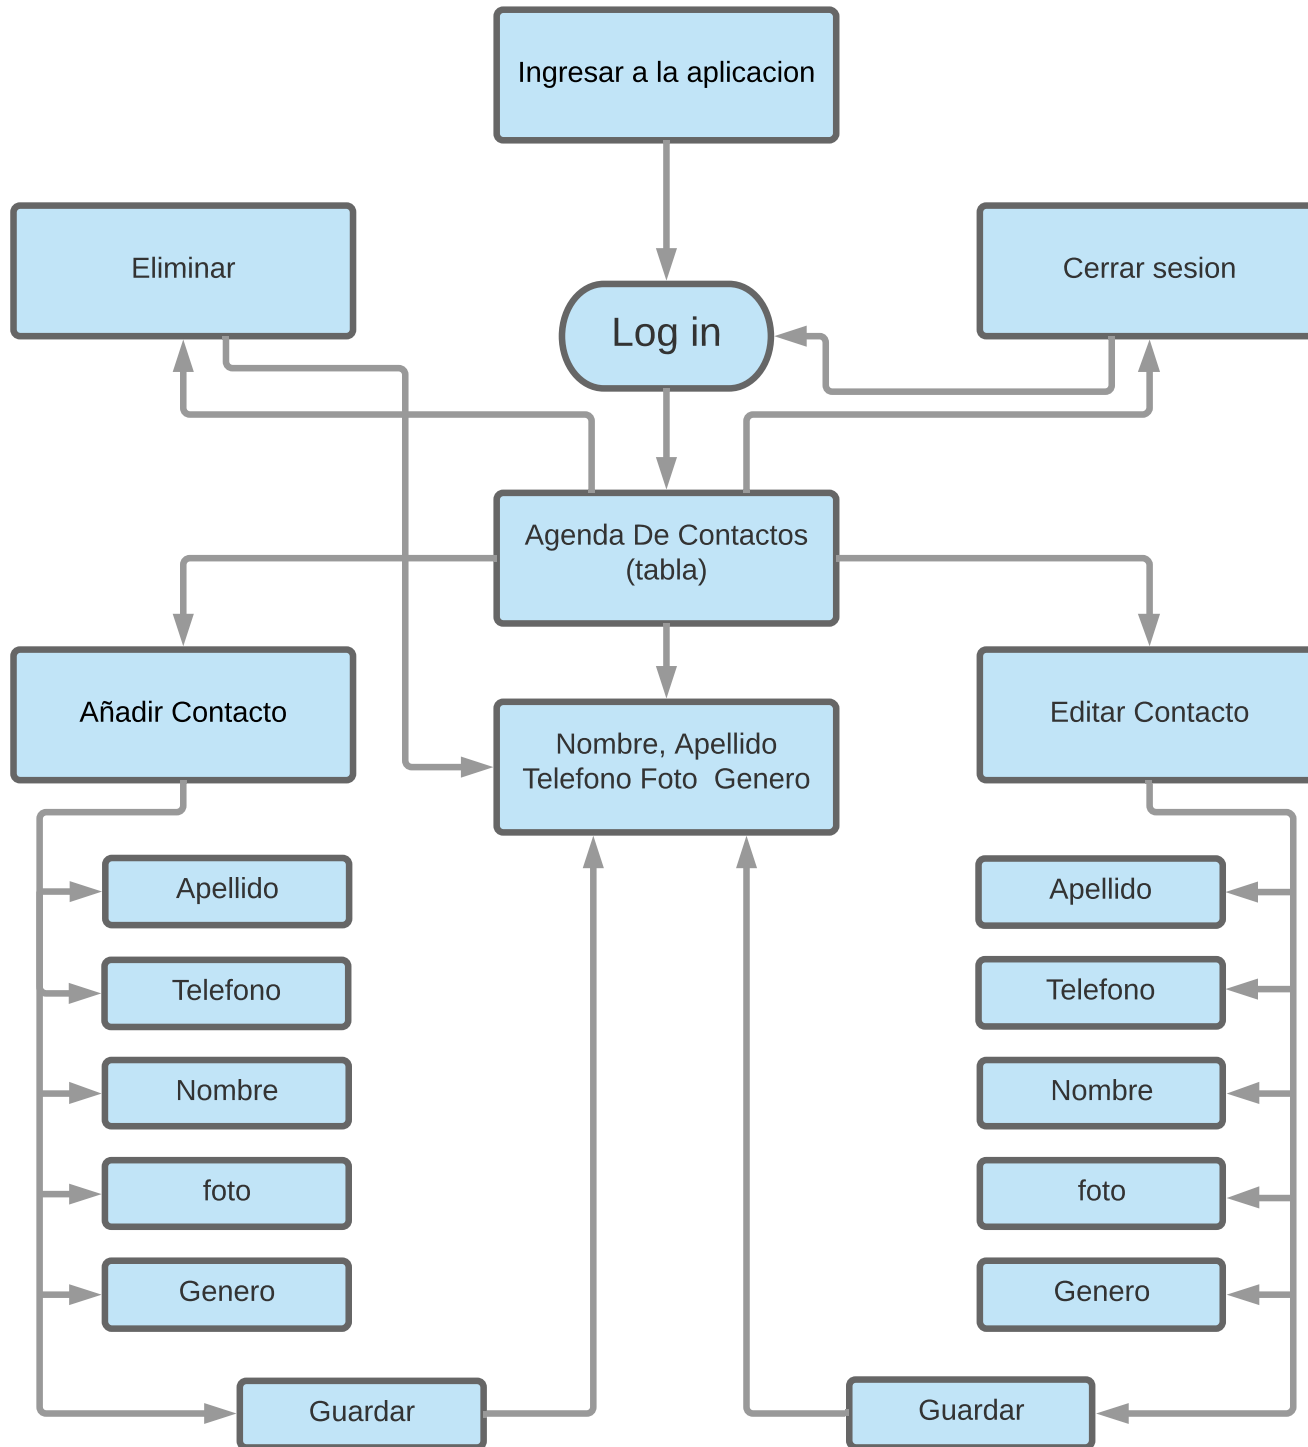 Ingresar a la aplicacion
Eliminar
Cerrar sesion
Log in
Agenda De Contactos
(tabla)
Añadir Contacto
Nombre, Apellido
Telefono Foto  Genero
Editar Contacto
Apellido
Telefono
Nombre
foto
Genero
Guardar
Apellido
Telefono
Nombre
foto
Genero
Guardar